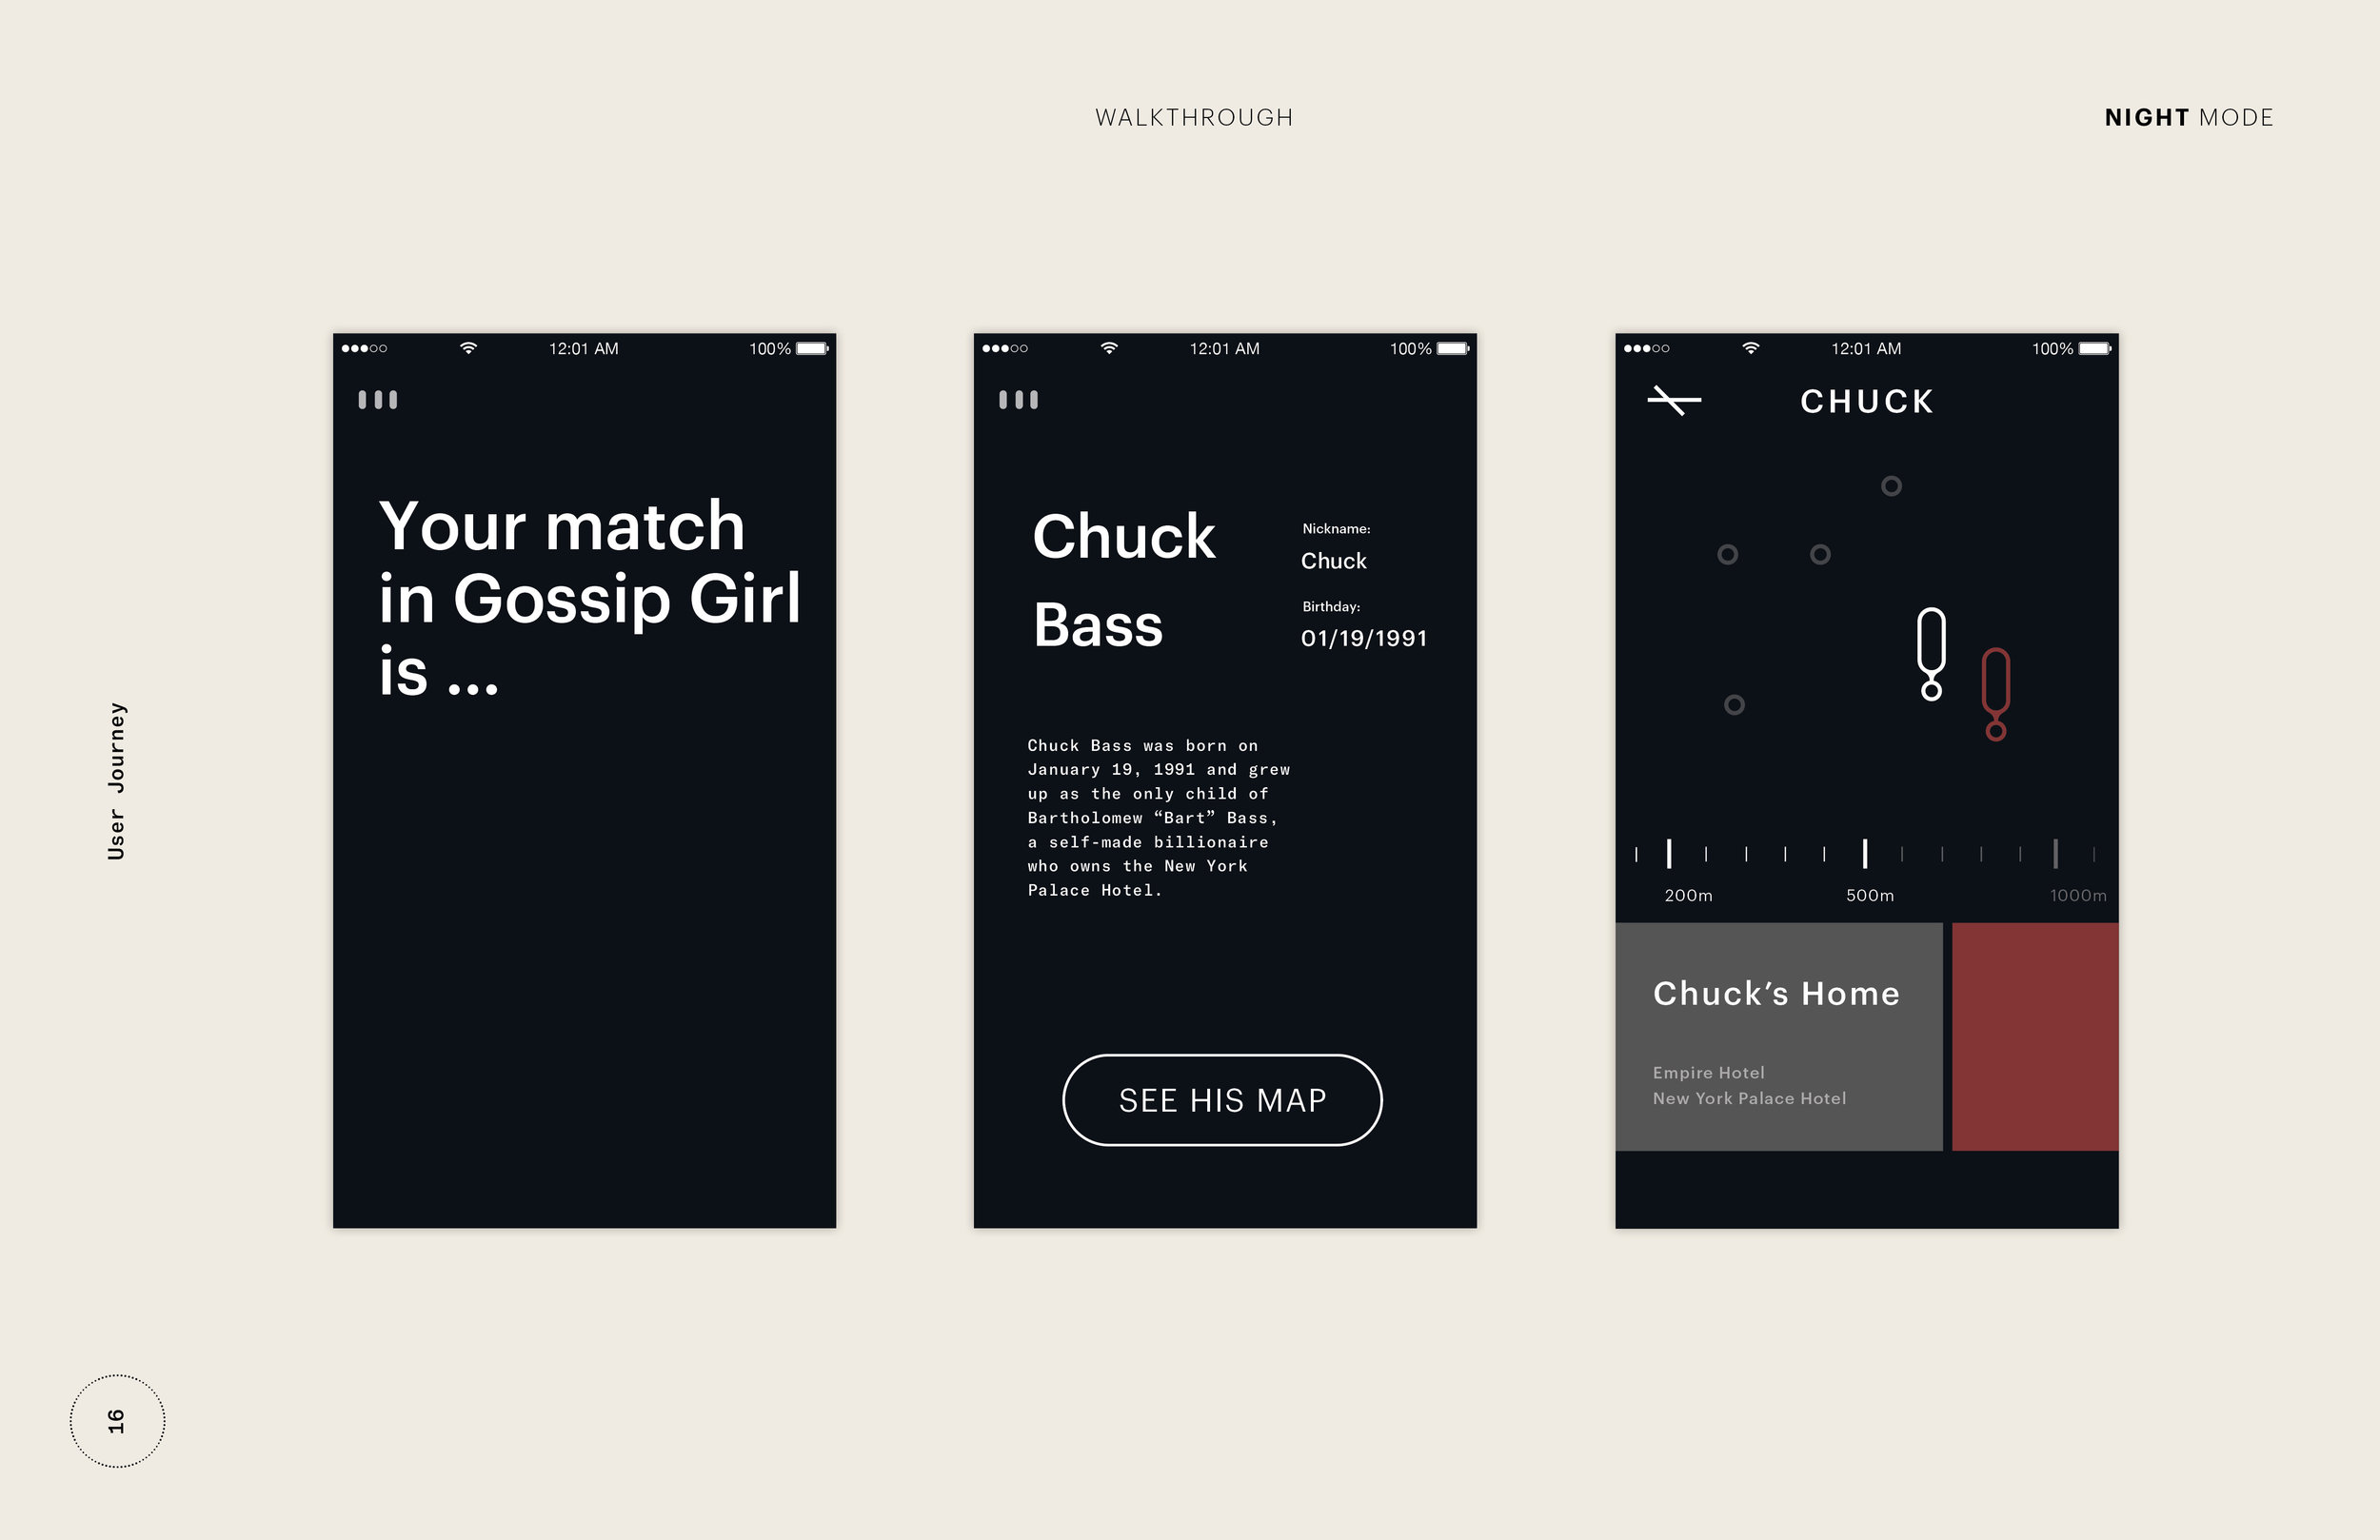 WALKTHROUGH
NIGHT MODE
User Journey
12:01 AM
100%
Your match
in Gossip Girl
is ...
12:01 AM
100%
Chuck
Bass
Nickname:
Chuck
Birthday:
01/19/1991
Chuck Bass was born on
January 19, 1991 and grew
up as the only child of
Bartholomew “Bart” Bass,
a self-made billionaire
who owns the New York
Palace Hotel.
SEE HIS MAP
12:01 AM
100%
CHUCK
200m
500m
1000m
Chuck’s Home
Empire Hotel
New York Palace Hotel
16